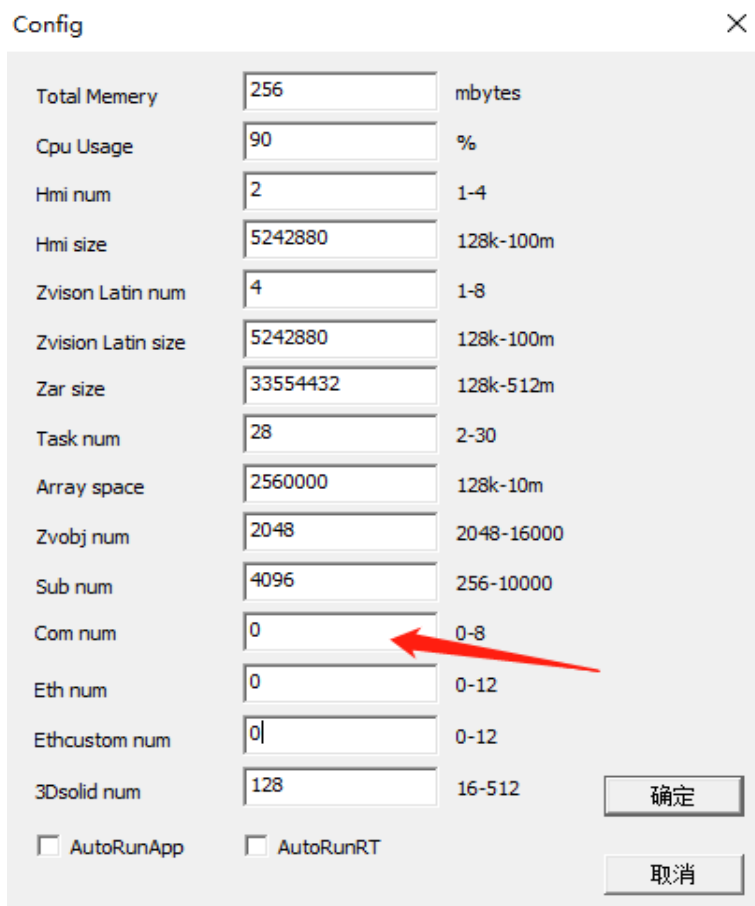 Config
Total Memery 256 mbytes
Cpu Usage 90 %
Hmi num 2 1-4
Hmi size 5242880 128k-100m
Zvison Latin num 4 1-8
Zvision Latin size 5242880 128k-100m
Zar size 33554432 128k-512m
Task num 28 2-30
Array space 2560000 128k-10m
Zvobj num 2048 2048-16000
Sub num 4096 256-10000
Com num 0 0-8
Eth num 0 0-12
Ethcustom num 0 0-12
3Dsolid num 128 16-512
确定
AutoRunApp AutoRunRT
取消